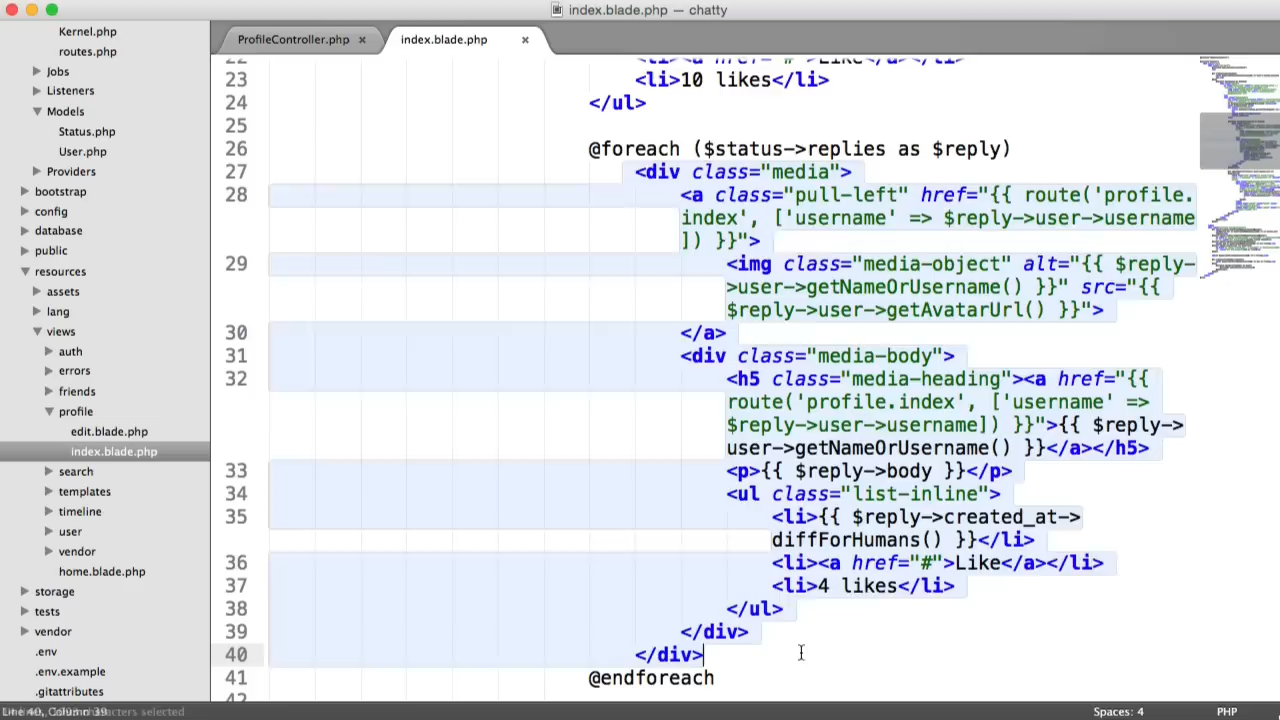 index.blade.php — chatty
ProfileController.php ×
index.blade.php ×
Kernel.php
routes.php
Jobs
Listeners
Models
Status.php
User.php
Providers
bootstrap
config
database
public
resources
assets
lang
views
auth
errors
friends
profile
edit.blade.php
index.blade.php
search
templates
timeline
user
vendor
home.blade.php
storage
tests
vendor
.env
.env.example
.gitattributes
22 <li><a href="#">Like</a></li>
23 <li>10 likes</li>
24 </ul>
25
26 @foreach ($status->replies as $reply)
27 <div class="media">
28 <a class="pull-left" href="{{ route('profile.
index', ['username' => $reply->user->username
]) }}">
29 <img class="media-object" alt="{{ $reply-
>user->getNameOrUsername() }}" src="{{
$reply->user->getAvatarUrl() }}">
30 </a>
31 <div class="media-body">
32 <h5 class="media-heading"><a href="{{
route('profile.index', ['username' =>
$reply->user->username]) }}">{{ $reply->
user->getNameOrUsername() }}</a></h5>
33 <p>{{ $reply->body }}</p>
34 <ul class="list-inline">
35 <li>{{ $reply->created_at->
diffForHumans() }}</li>
36 <li><a href="#">Like</a></li>
37 <li>4 likes</li>
38 </ul>
39 </div>
40 </div>
41 @endforeach
42
characters selected
Spaces: 4
PHP